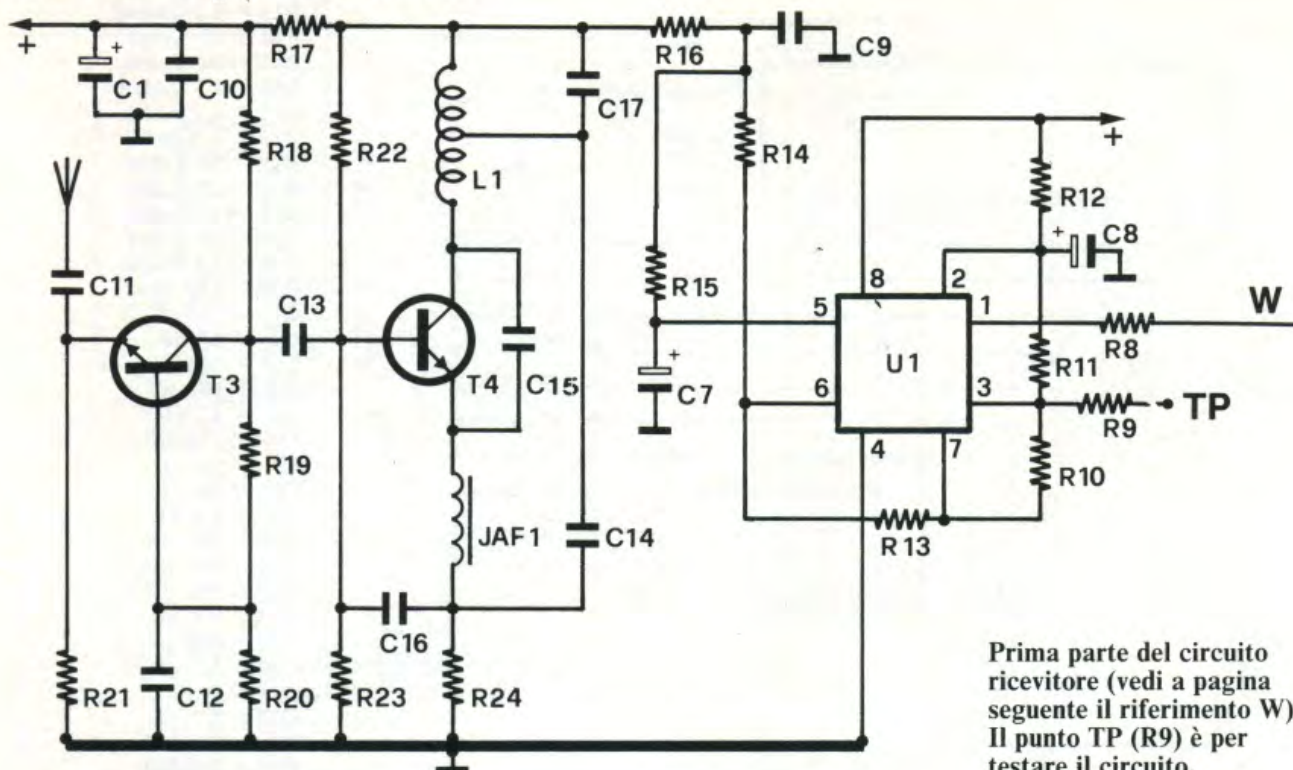 +
R17
R16
C9
+
C1
C10
C17
R18
R22
R14
+
L1
R12
+
C8
C11
R15
8
2
W
C13
5
1
R8
T3
T4
C15
+
C7
U1
R11
6
3
R9
TP
4
7
R19
R10
JAF1
C14
R13
C16
R21
C12
R20
R23
R24
Prima parte del circuito
ricevitore (vedi a pagina
seguente il riferimento W).
Il punto TP (R9) è per
testare il circuito.